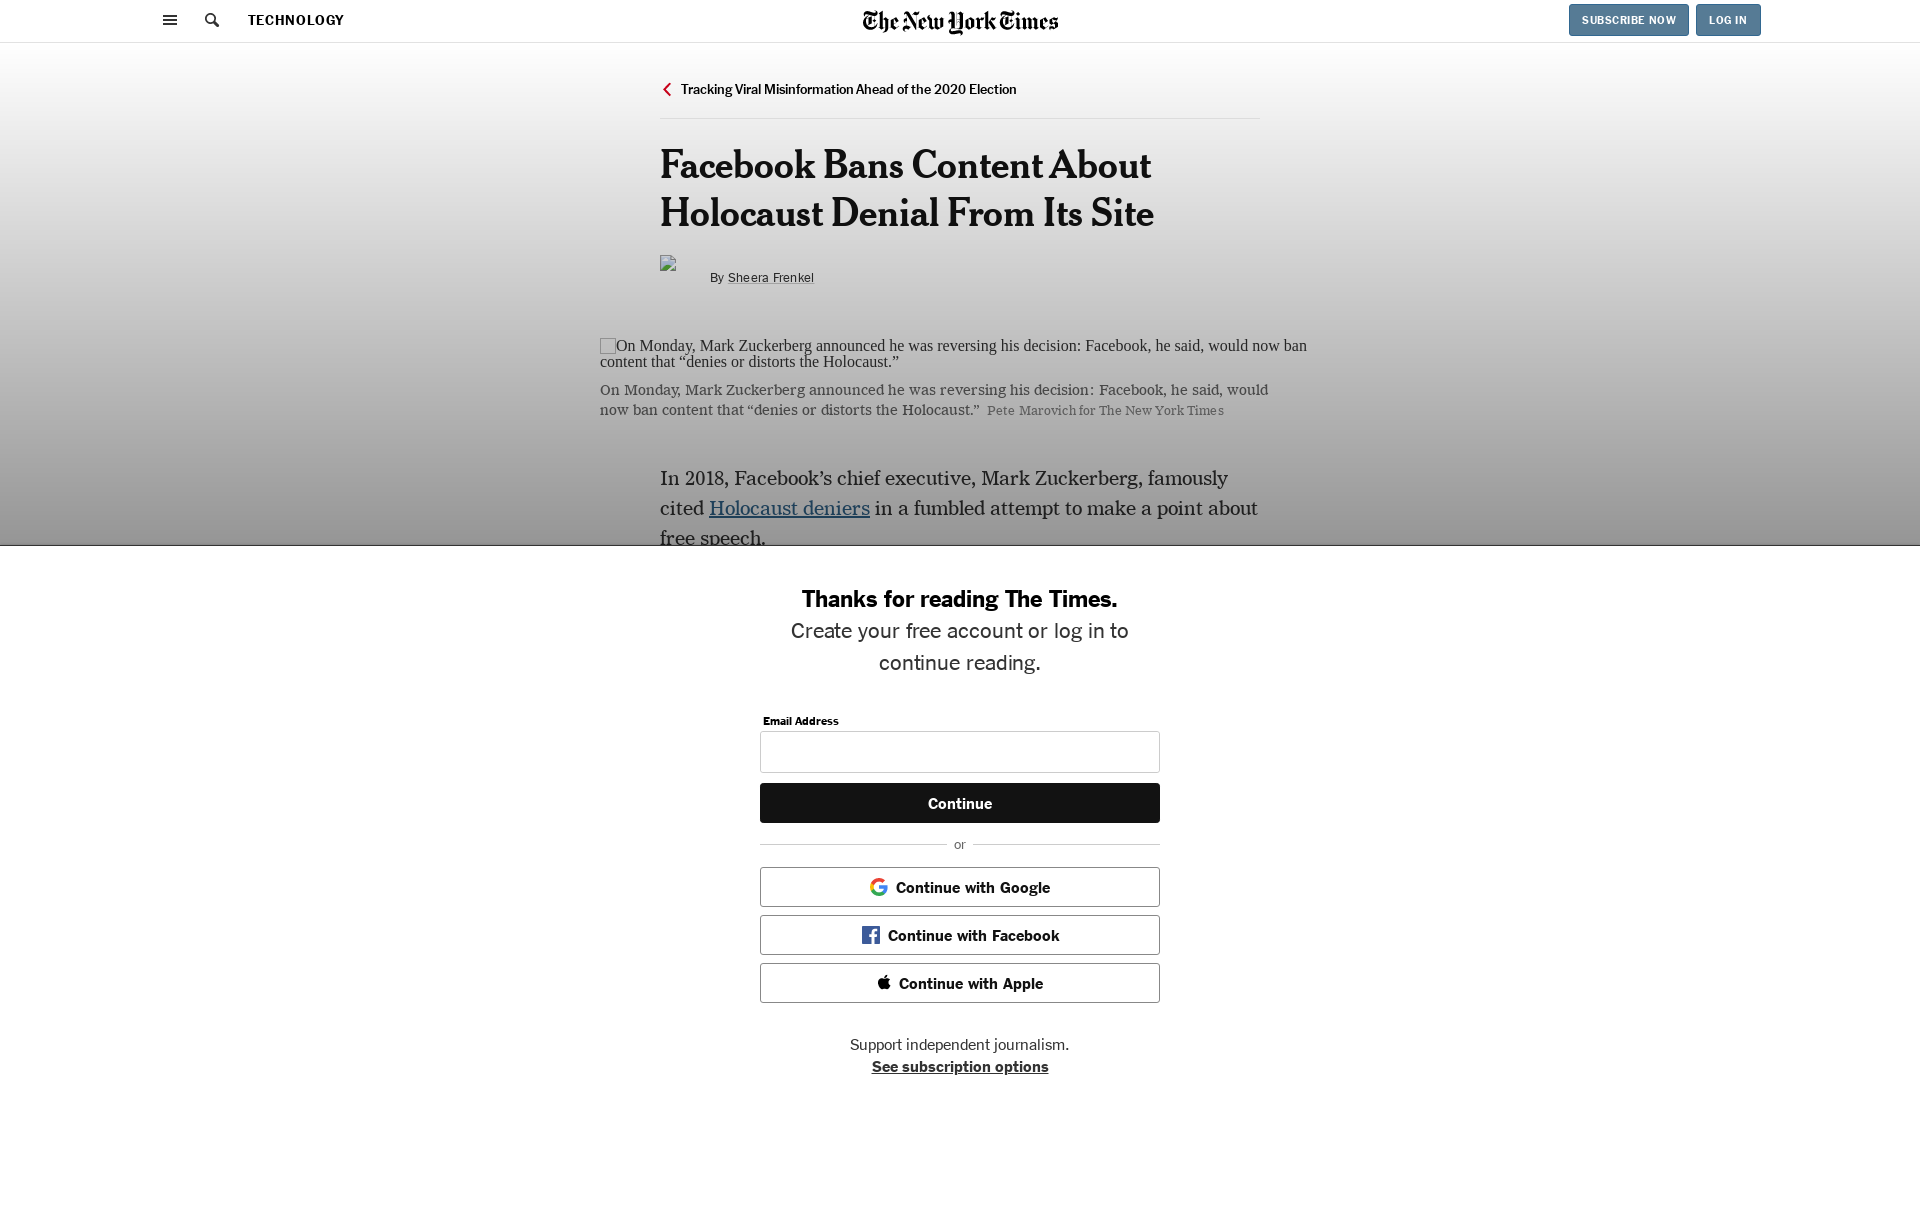 TECHNOLOGY
The New York Times
SUBSCRIBE NOW
LOG IN
Tracking Viral Misinformation Ahead of the 2020 Election
Facebook Bans Content About
Holocaust Denial From Its Site
By Sheera Frenkel
On Monday, Mark Zuckerberg announced he was reversing his decision: Facebook, he said, would now ban
content that “denies or distorts the Holocaust.”
On Monday, Mark Zuckerberg announced he was reversing his decision: Facebook, he said, would
now ban content that “denies or distorts the Holocaust.” Pete Marovich for The New York Times
In 2018, Facebook’s chief executive, Mark Zuckerberg, famously
cited Holocaust deniers in a fumbled attempt to make a point about
free speech.
Thanks for reading The Times.
Create your free account or log in to
continue reading.
Email Address
Continue
or
Continue with Google
Continue with Facebook
Continue with Apple
Support independent journalism.
See subscription options